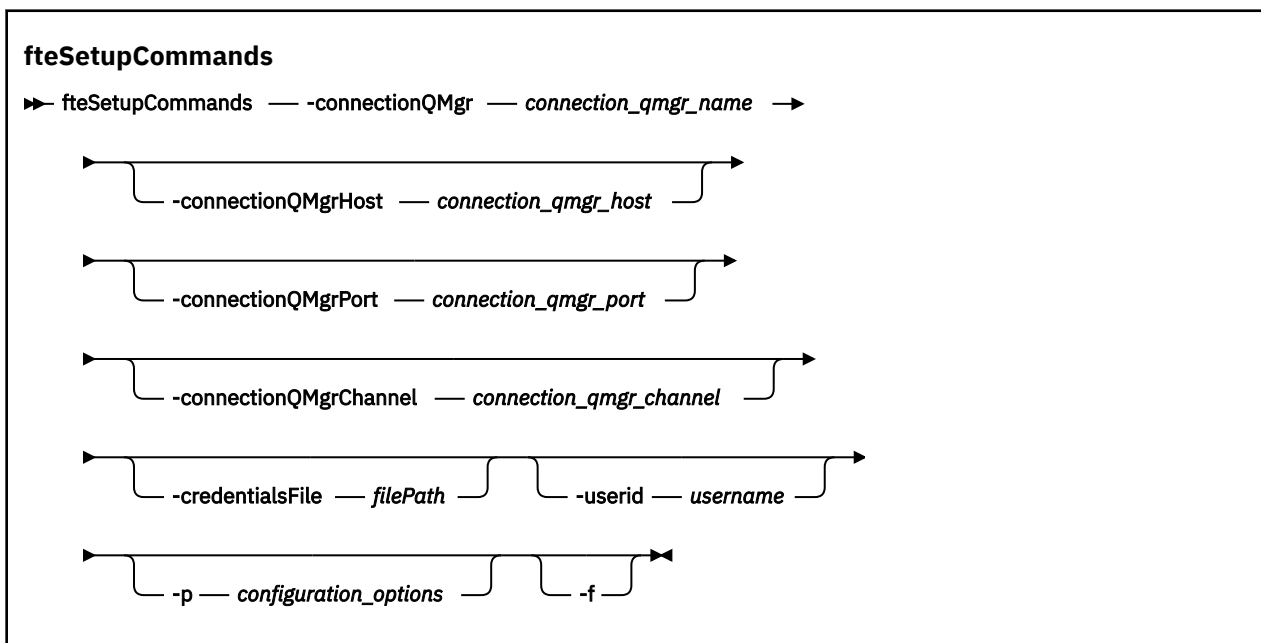 fteSetupCommands
fteSetupCommands -connectionQMgr connection_qmgr_name
-connectionQMgrHost connection_qmgr_host
-connectionQMgrPort connection_qmgr_port
-connectionQMgrChannel connection_qmgr_channel
-credentialsFile filePath -userid username
-p configuration_options -f